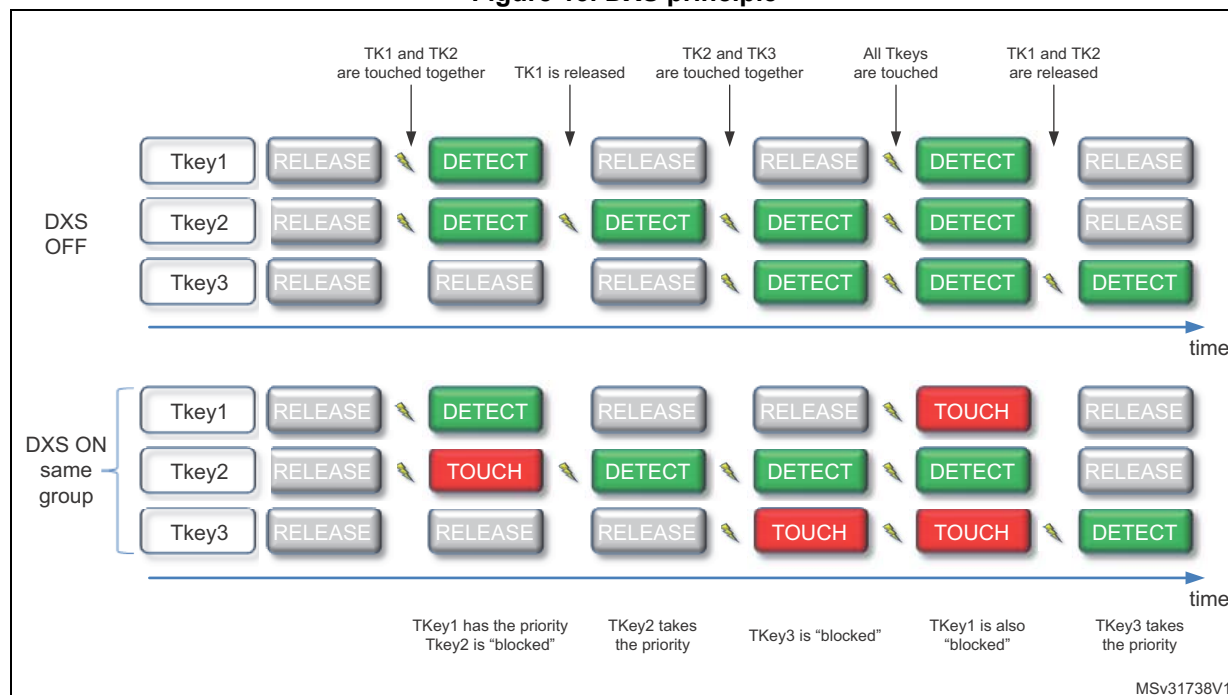 Figure 10. DXS principle
TK1 and TK2
are touched together
TK1 is released
TK2 and TK3
are touched together
All Tkeys
are touched
TK1 and TK2
are released
DXS
OFF
Tkey1 RELEASE DETECT RELEASE RELEASE DETECT RELEASE
Tkey2 RELEASE DETECT DETECT DETECT DETECT RELEASE
Tkey3 RELEASE RELEASE RELEASE DETECT DETECT DETECT
time
DXS ON
same
group
Tkey1 RELEASE DETECT RELEASE RELEASE TOUCH RELEASE
Tkey2 RELEASE TOUCH DETECT DETECT DETECT RELEASE
Tkey3 RELEASE RELEASE RELEASE TOUCH TOUCH DETECT
time
TKey1 has the priority
Tkey2 is “blocked”
TKey2 takes
the priority
TKey3 is “blocked”
TKey1 is also
“blocked”
TKey3 takes
the priority
MSv31738V1